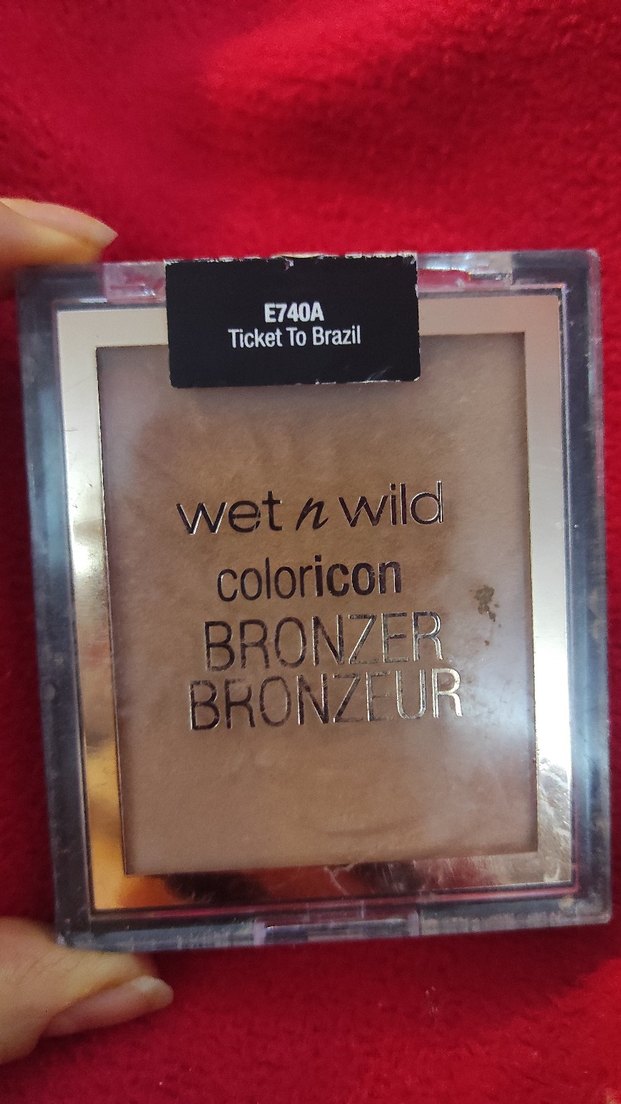 E740A
Ticket To Brazil
wet n wild
coloricon
BRONZER
BRONZEUR